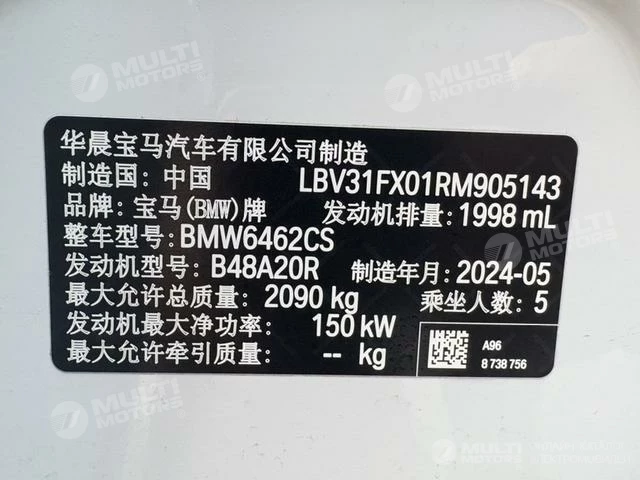 MULTI MOTORS
MULTI MOTORS
华晨宝马汽车有限公司制造
制造国: 中国 LBV31FX01RM905143
品牌: 宝马(BMW)牌 发动机排量: 1998 mL
整车型号: BMW6462CS
发动机型号: B48A20R 制造年月: 2024-05
最大允许总质量: 2090 kg 乘坐人数: 5
发动机最大净功率: 150 kW
最大允许牵引质量: -- kg
A96
8 738 756
MULTI MOTORS